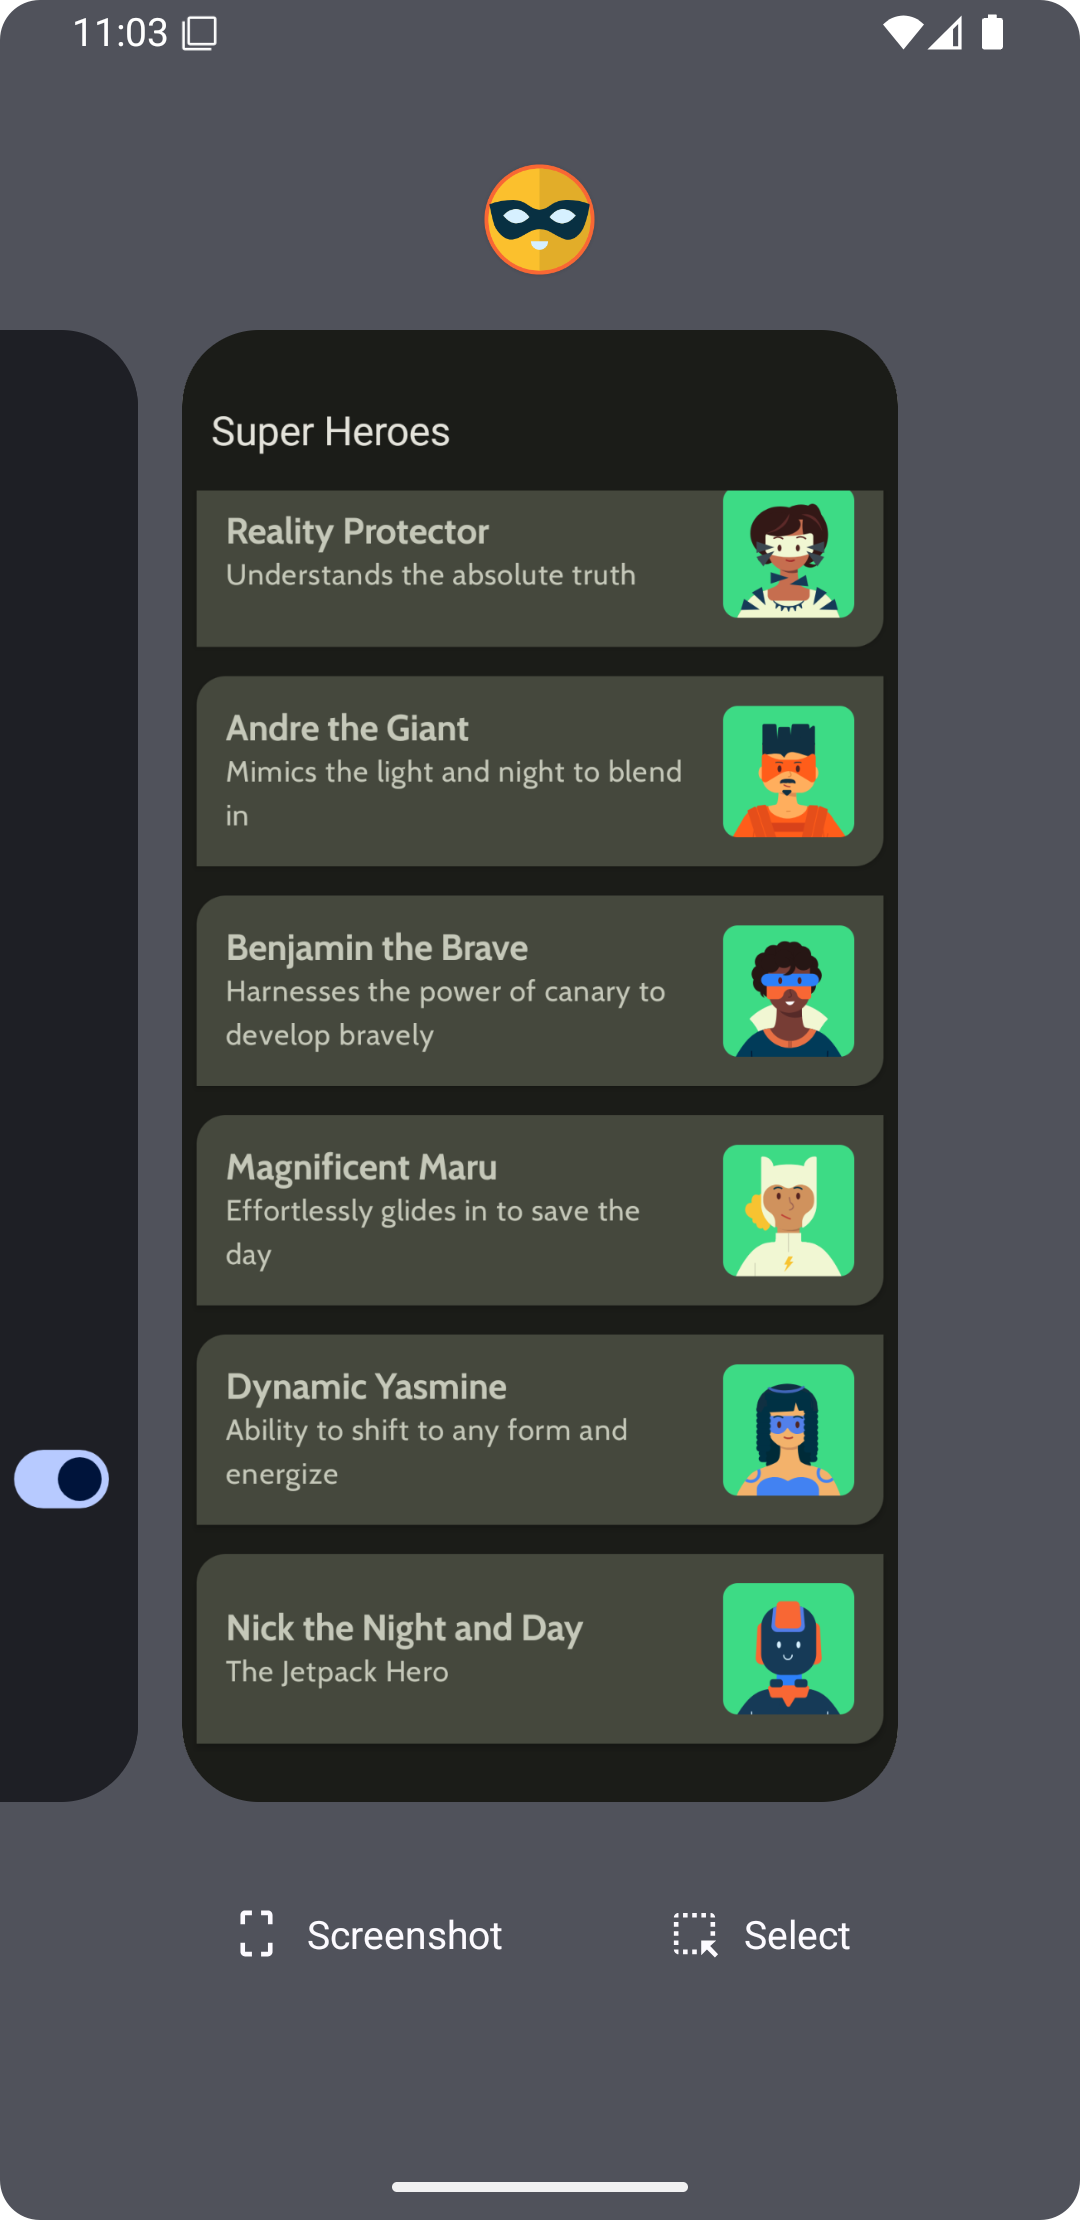 11:03
Super Heroes
Reality Protector
Understands the absolute truth
Andre the Giant
Mimics the light and night to blend
in
Benjamin the Brave
Harnesses the power of canary to
develop bravely
Magnificent Maru
Effortlessly glides in to save the
day
Dynamic Yasmine
Ability to shift to any form and
energize
Nick the Night and Day
The Jetpack Hero
Screenshot
Select